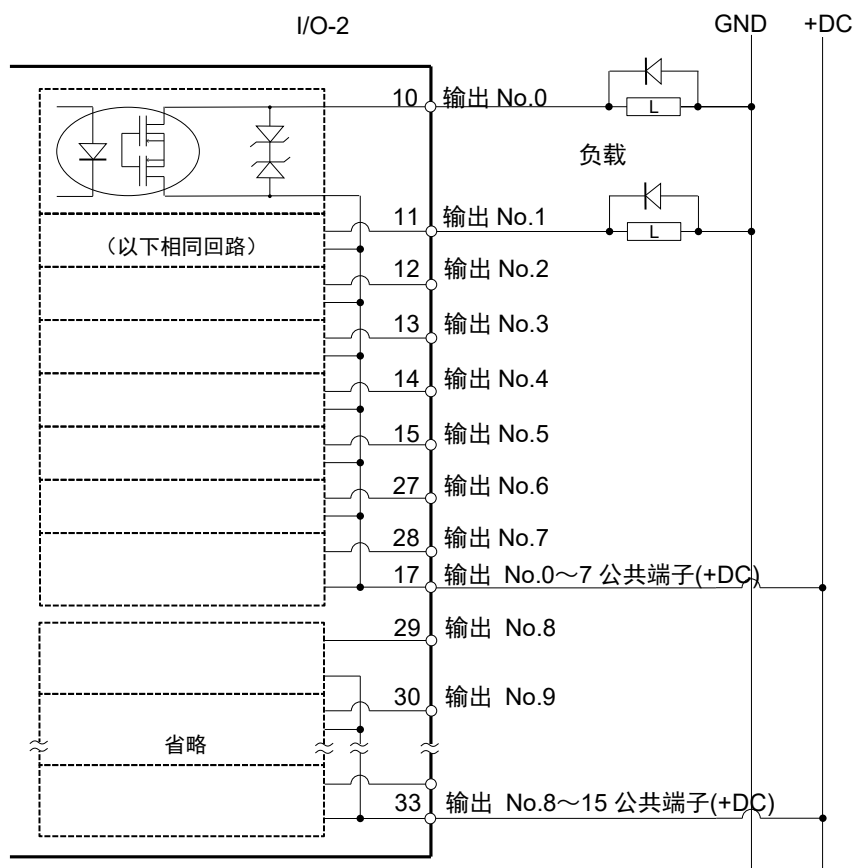 I/O-2
GND +DC
10 输出 No.0
L
负载
11 输出 No.1
L
（以下相同回路）
12 输出 No.2
13 输出 No.3
14 输出 No.4
15 输出 No.5
27 输出 No.6
28 输出 No.7
17 输出 No.0～7 公共端子(+DC)
29 输出 No.8
30 输出 No.9
省略
33 输出 No.8～15 公共端子(+DC)